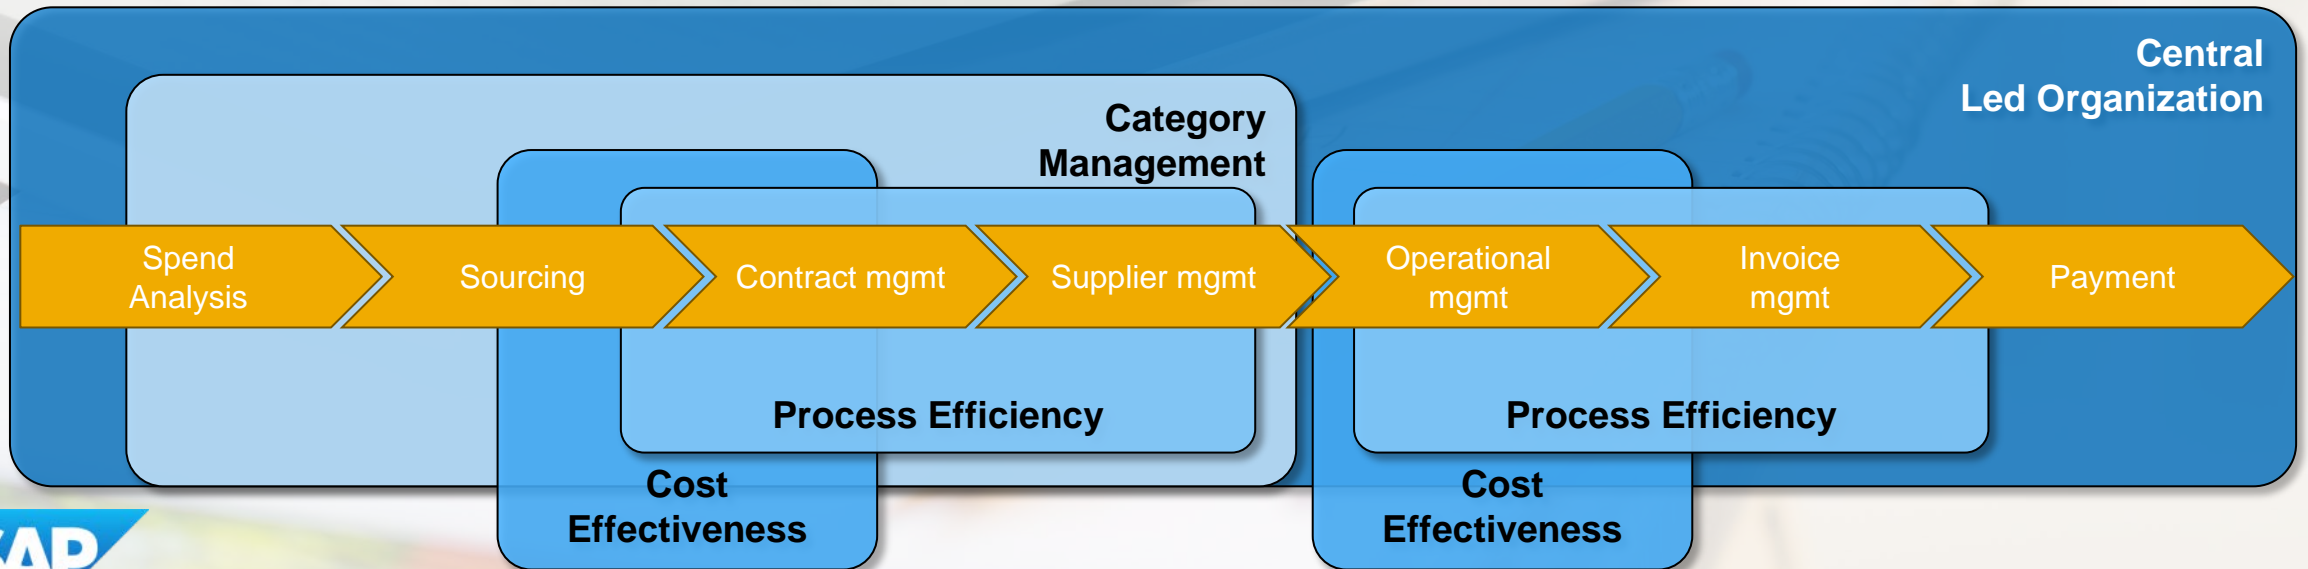 Central
Led Organization
Category
Management
Spend
Analysis
Sourcing
Contract mgmt
Supplier mgmt
Operational
mgmt
Invoice
mgmt
Payment
Process Efficiency
Process Efficiency
Cost
Effectiveness
Cost
Effectiveness
SAP